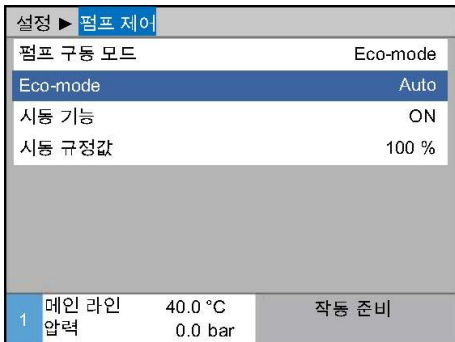 설정 ▶ 펌프 제어
펌프 구동 모드 Eco-mode
Eco-mode Auto
시동 기능 ON
시동 규정값 100 %
1 메인 라인 40.0 °C 작동 준비
압력 0.0 bar